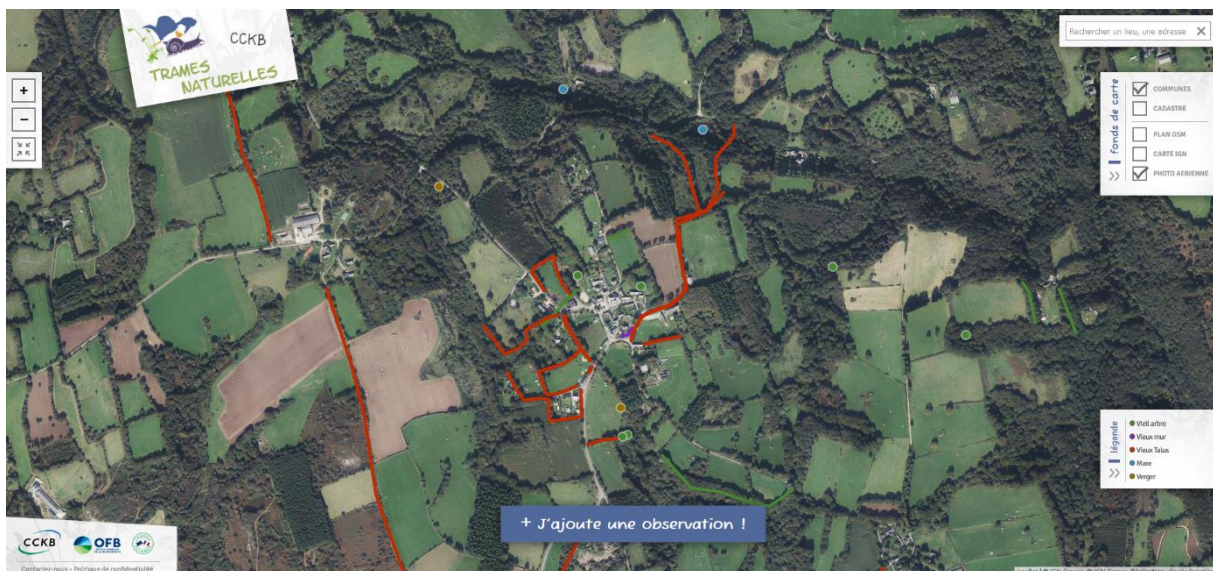 CCKB
TRAMES
NATURELLES
Rechercher un lieu, une adresse
fonds de carte
COMMUNES
CADASTRE
PLAN OSM
CARTE IGN
PHOTO AÉRIENNE
légende
Vieil arbre
Vieux mur
Vieux Talus
Mare
Verger
+ J'ajoute une observation !
CCKB
OFB
Contactez-nous • Politique de confidentialité